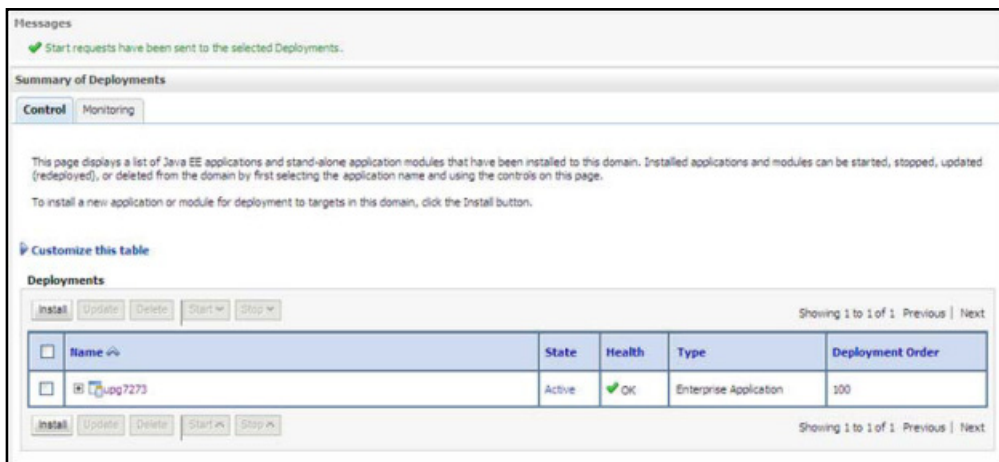 Messages
Start requests have been sent to the selected Deployments.
Summary of Deployments
Control Monitoring
This page displays a list of Java EE applications and stand-alone application modules that have been installed to this domain. Installed applications and modules can be started, stopped, updated
(redeployed), or deleted from the domain by first selecting the application name and using the controls on this page.
To install a new application or module for deployment to targets in this domain, click the Install button.
Customize this table
Deployments
Install Update Delete Start Stop Showing 1 to 1 of 1 Previous | Next
Name State Health Type Deployment Order
upg7273 Active OK Enterprise Application 100
Install Update Delete Start Stop Showing 1 to 1 of 1 Previous | Next